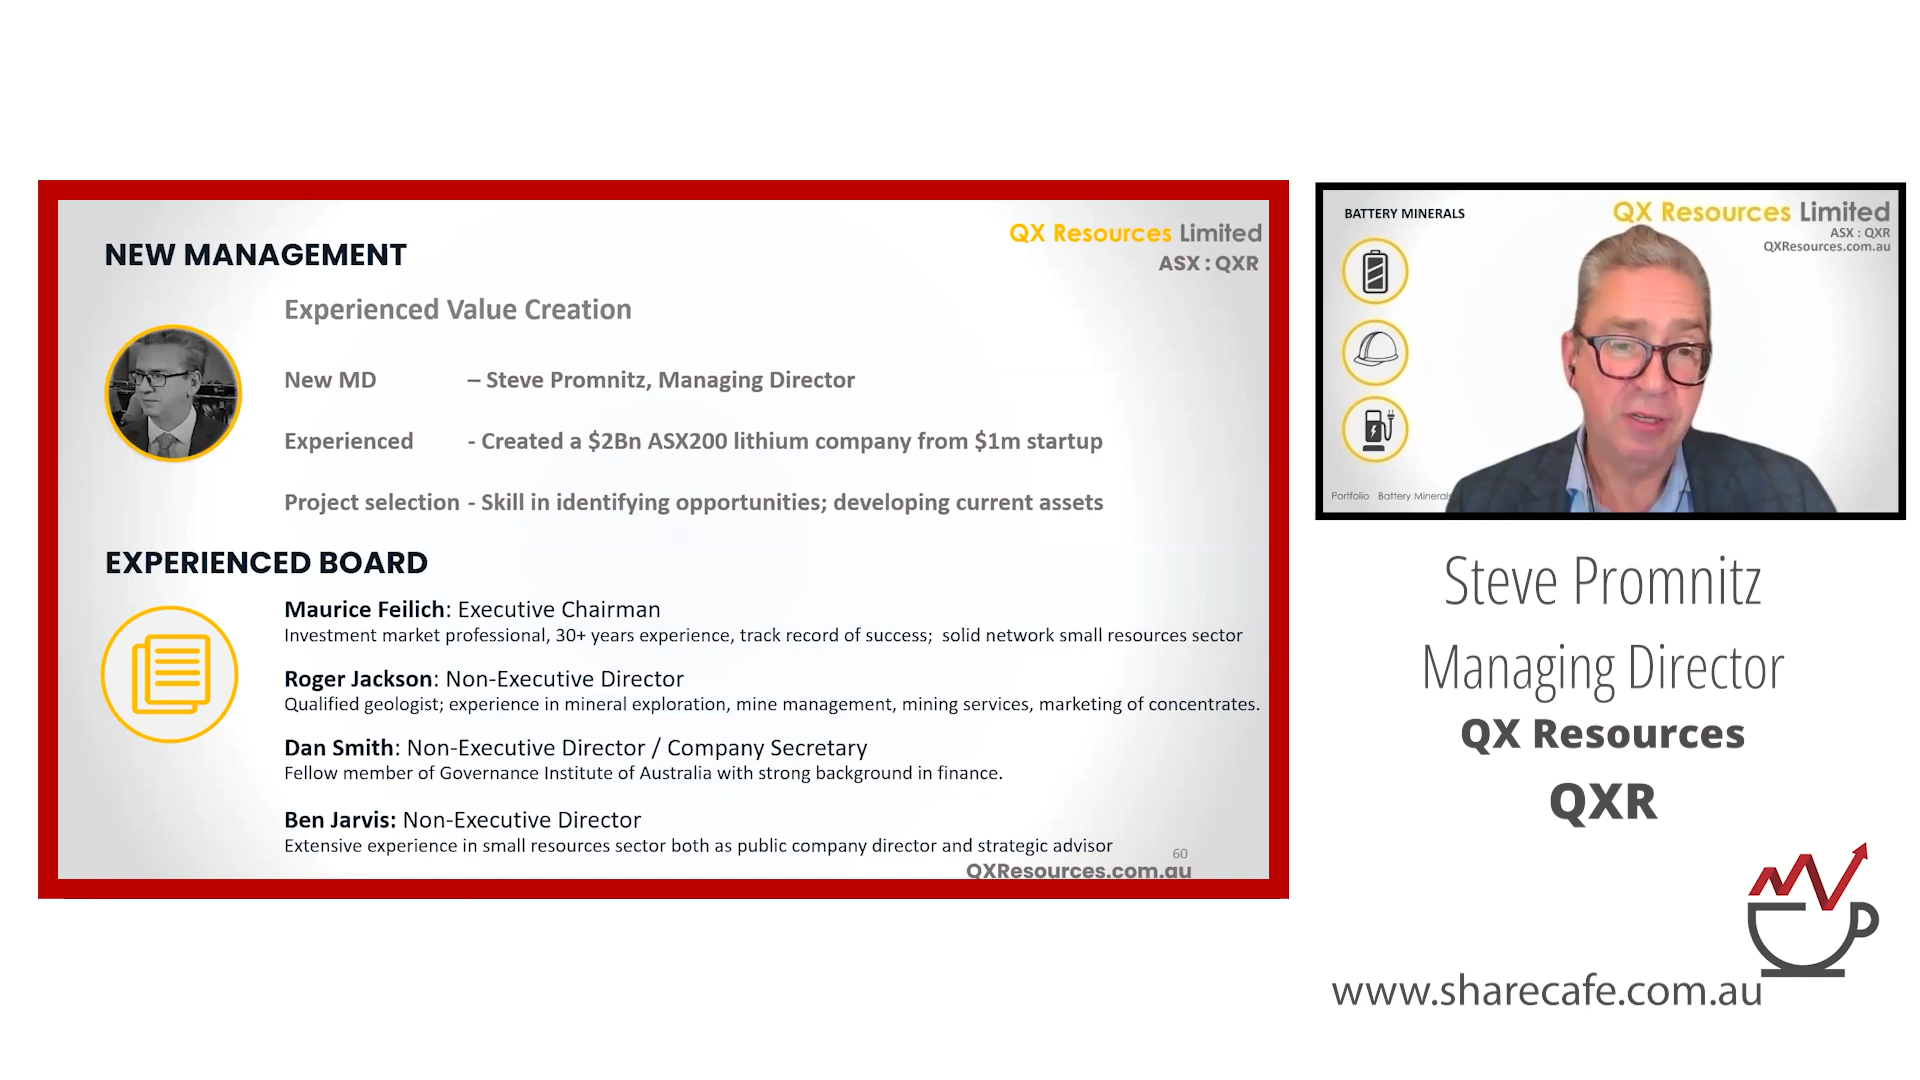 NEW MANAGEMENT
QX Resources Limited
ASX : QXR
Experienced Value Creation
New MD – Steve Promnitz, Managing Director
Experienced - Created a $2Bn ASX200 lithium company from $1m startup
Project selection - Skill in identifying opportunities; developing current assets
EXPERIENCED BOARD
Maurice Feilich: Executive Chairman
Investment market professional, 30+ years experience, track record of success; solid network small resources sector
Roger Jackson: Non-Executive Director
Qualified geologist; experience in mineral exploration, mine management, mining services, marketing of concentrates.
Dan Smith: Non-Executive Director / Company Secretary
Fellow member of Governance Institute of Australia with strong background in finance.
Ben Jarvis: Non-Executive Director
Extensive experience in small resources sector both as public company director and strategic advisor
60
QXResources.com.au
BATTERY MINERALS
QX Resources Limited
ASX : QXR
QXResources.com.au
Portfolio Battery Minerals
Steve Promnitz
Managing Director
QX Resources
QXR
www.sharecafe.com.au